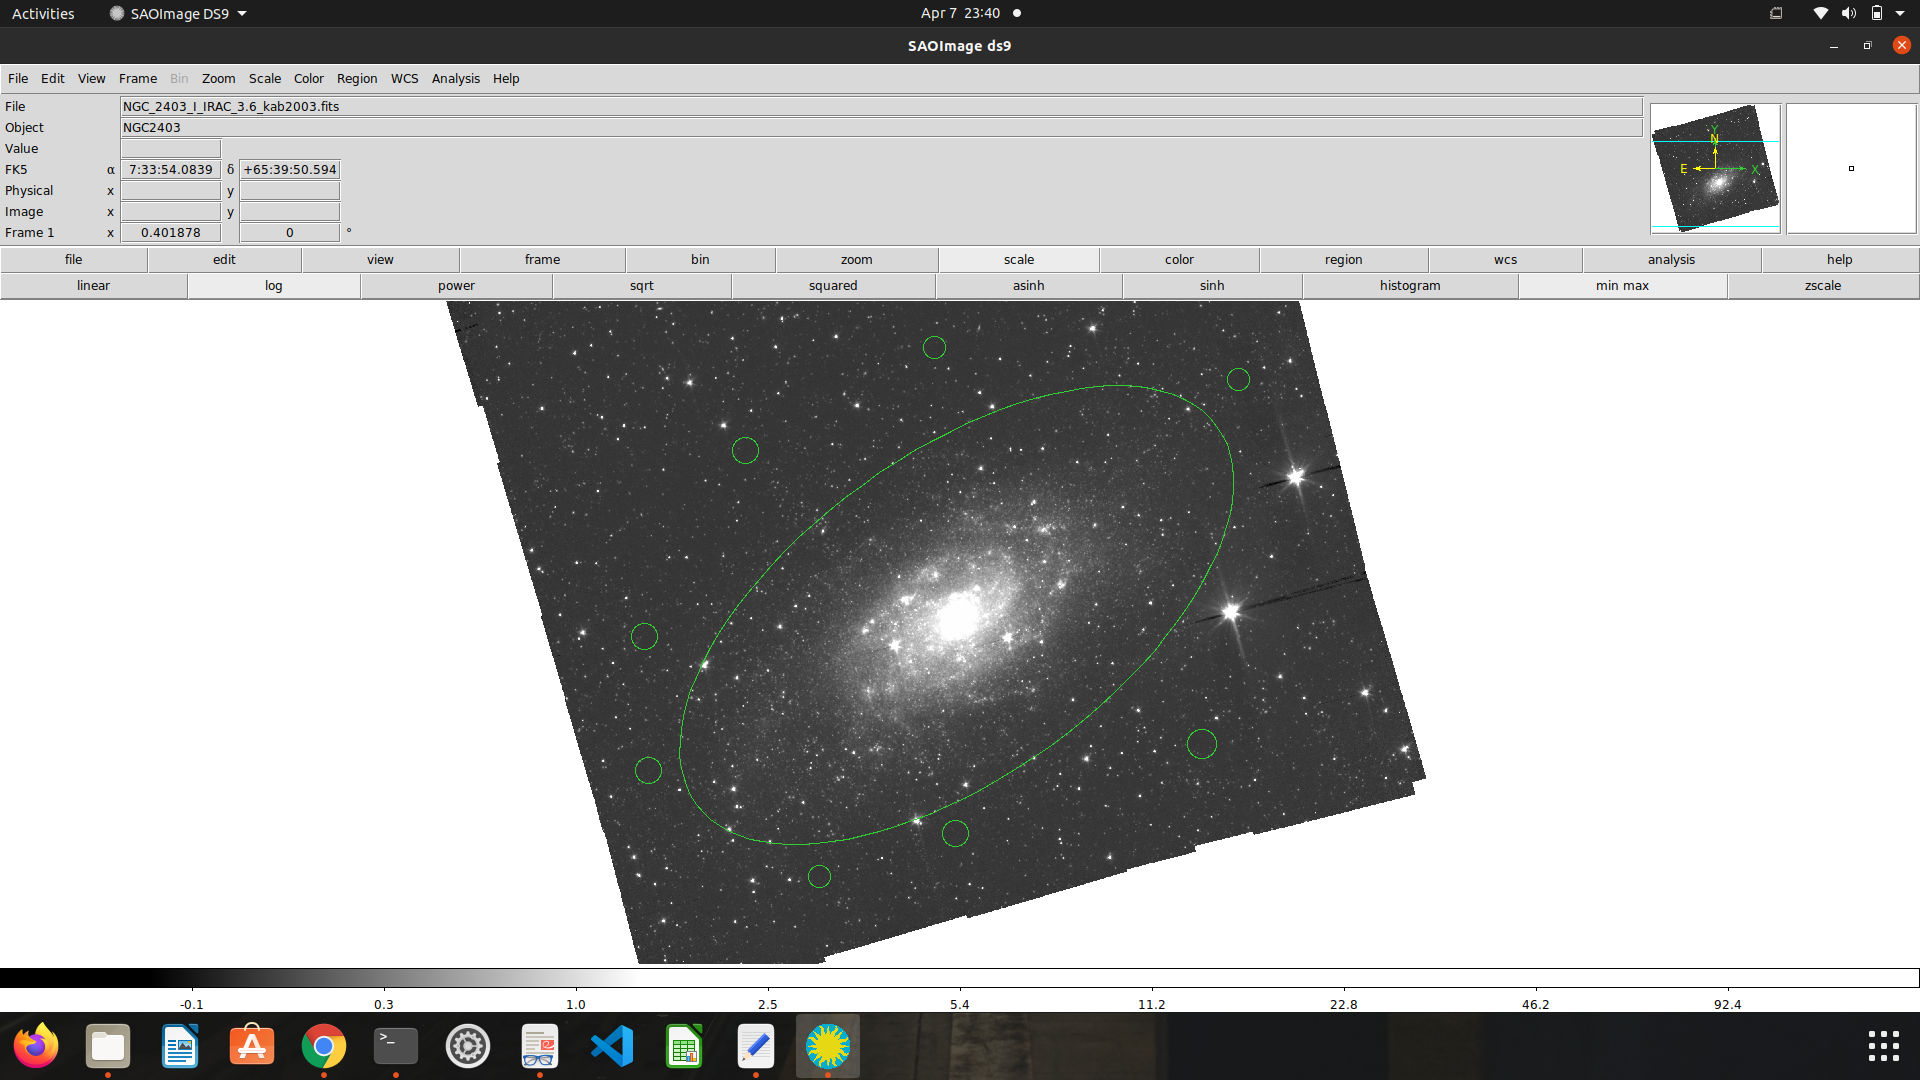 Activities SAOImage DS9 Apr 7 23:40
SAOImage ds9
File Edit View Frame Bin Zoom Scale Color Region WCS Analysis Help
File NGC_2403_I_IRAC_3.6_kab2003.fits
Object NGC2403
Value
FK5 α 7:33:54.0839 δ +65:39:50.594
Physical x y
Image x y
Frame 1 x 0.401878 0 °
Y
N
E X
file edit view frame bin zoom scale color region wcs analysis help
linear log power sqrt squared asinh sinh histogram min max zscale
-0.1 0.3 1.0 2.5 5.4 11.2 22.8 46.2 92.4